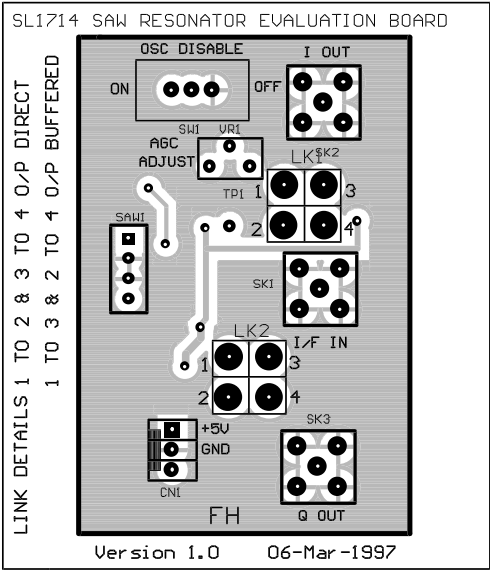 SL1714 SAW RESONATOR EVALUATION BOARD
LINK DETAILS 1 TO 2 & 3 TO 4 O/P DIRECT
1 TO 3 & 2 TO 4 O/P BUFFERED
OSC DISABLE
I OUT
ON
OFF
SW1
VR1
AGC
ADJUST
LK1
SK2
TP1
1
3
2
4
SAW1
SK1
I/F IN
LK2
1
3
2
4
SK3
+5V
GND
CN1
FH
Q OUT
Version 1.0
06-Mar-1997